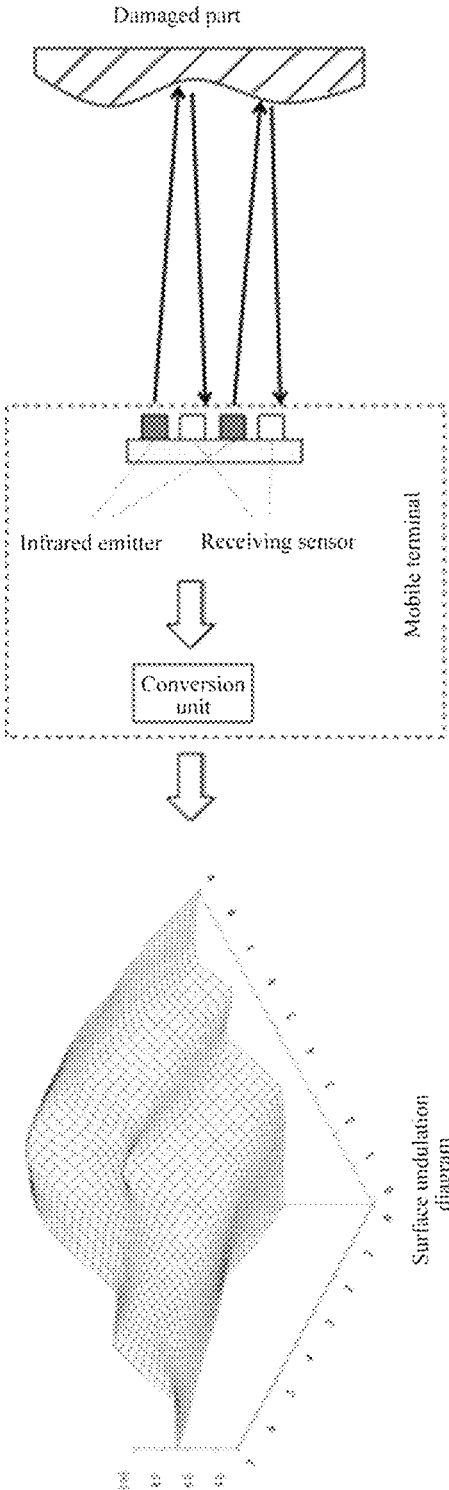 Damaged part
Infrared emitter
Receiving sensor
Mobile terminal
Conversion
unit
Surface undulation
diagram